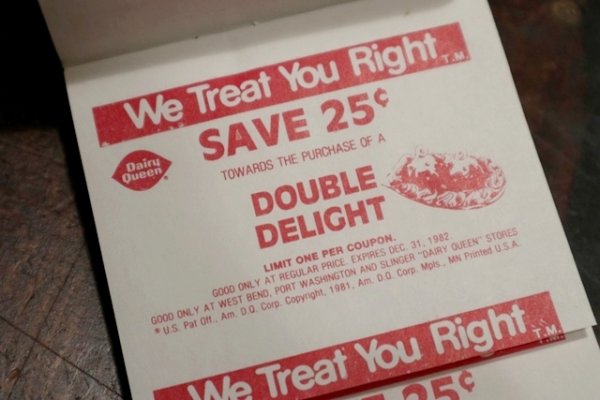 We Treat You Right T.M.
SAVE 25¢
Dairy
Queen®
TOWARDS THE PURCHASE OF A
DOUBLE
DELIGHT
LIMIT ONE PER COUPON.
GOOD ONLY AT REGULAR PRICE. EXPIRES DEC. 31, 1982
GOOD ONLY AT WEST BEND, PORT WASHINGTON AND SLINGER "DAIRY QUEEN" STORES
® U.S. Pat Off., Am. D.Q. Corp. Copyright, 1981, Am. D.Q. Corp. Mpls., MN Printed U.S.A.
We Treat You Right T.M.
25¢